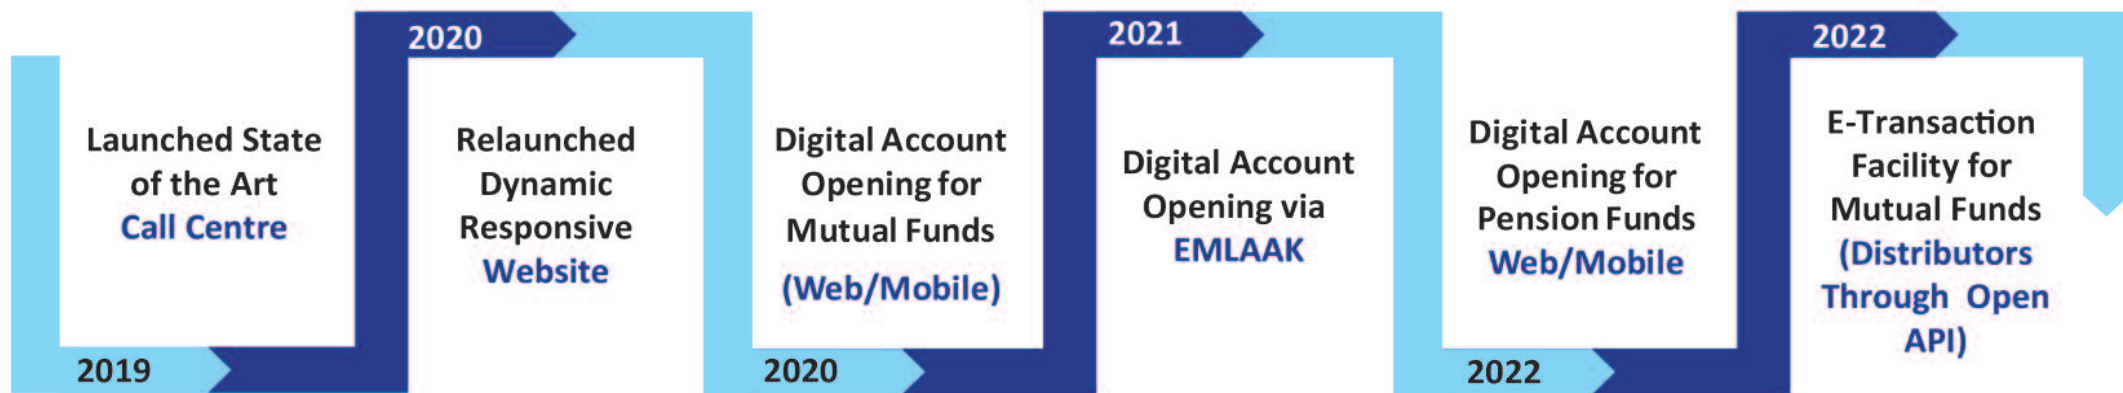 Launched State
of the Art
Call Centre
2019
2020
Relaunched
Dynamic
Responsive
Website
Digital Account
Opening for
Mutual Funds
(Web/Mobile)
2020
2021
Digital Account
Opening via
EMLAAK
Digital Account
Opening for
Pension Funds
Web/Mobile
2022
2022
E-Transaction
Facility for
Mutual Funds
(Distributors
Through Open
API)